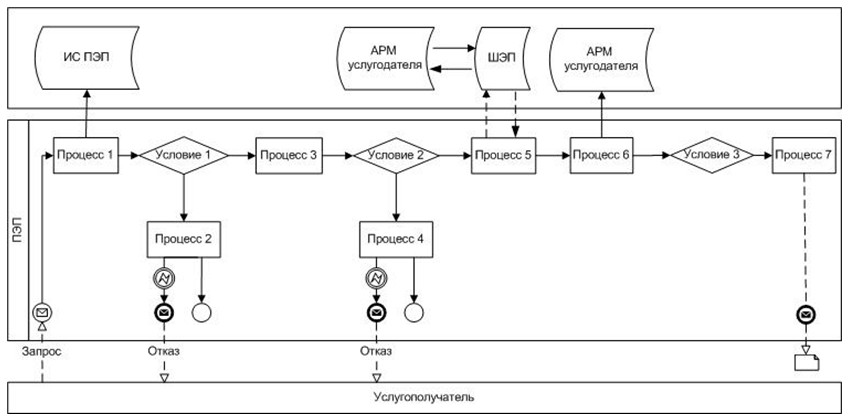 ИС ПЭП
АРМ
услугодателя
ШЭП
АРМ
услугодателя
ПЭП
Процесс 1
Условие 1
Процесс 3
Условие 2
Процесс 5
Процесс 6
Условие 3
Процесс 7
Процесс 2
Процесс 4
Запрос
Отказ
Отказ
Услугополучатель